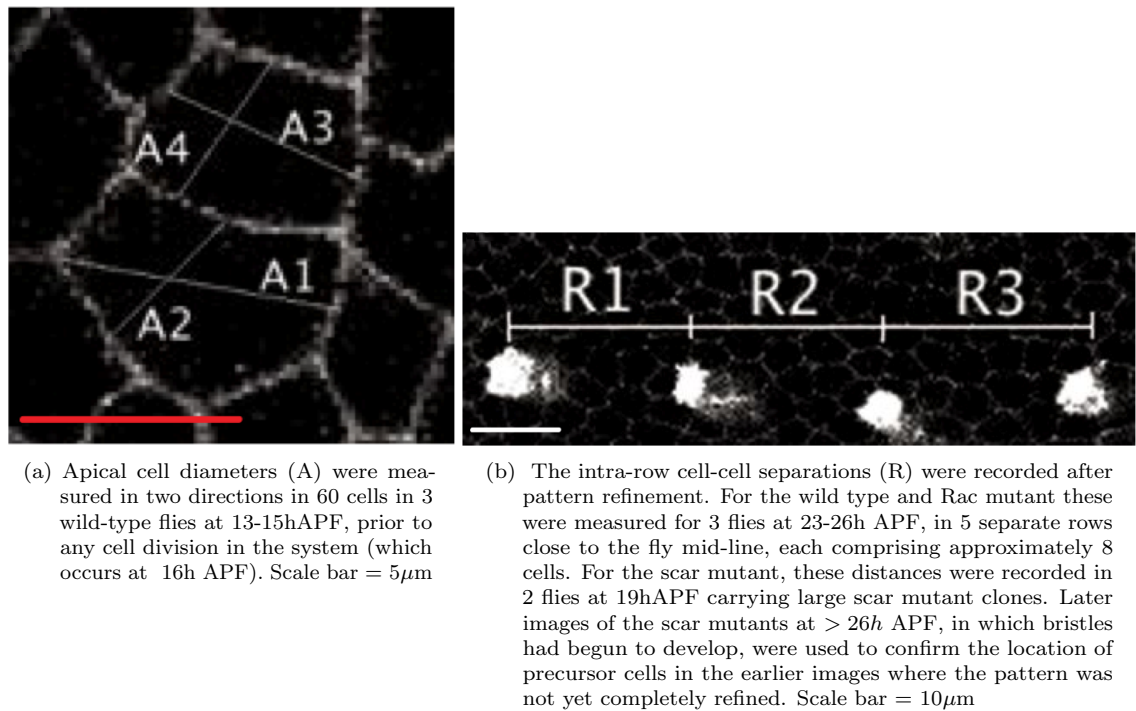 A3
A4
A1
A2
R1 R2 R3
(a) Apical cell diameters (A) were mea-
sured in two directions in 60 cells in 3
wild-type flies at 13-15hAPF, prior to
any cell division in the system (which
occurs at 16h APF). Scale bar = 5μm
(b) The intra-row cell-cell separations (R) were recorded after
pattern refinement. For the wild type and Rac mutant these
were measured for 3 flies at 23-26h APF, in 5 separate rows
close to the fly mid-line, each comprising approximately 8
cells. For the scar mutant, these distances were recorded in
2 flies at 19hAPF carrying large scar mutant clones. Later
images of the scar mutants at > 26h APF, in which bristles
had begun to develop, were used to confirm the location of
precursor cells in the earlier images where the pattern was
not yet completely refined. Scale bar = 10μm